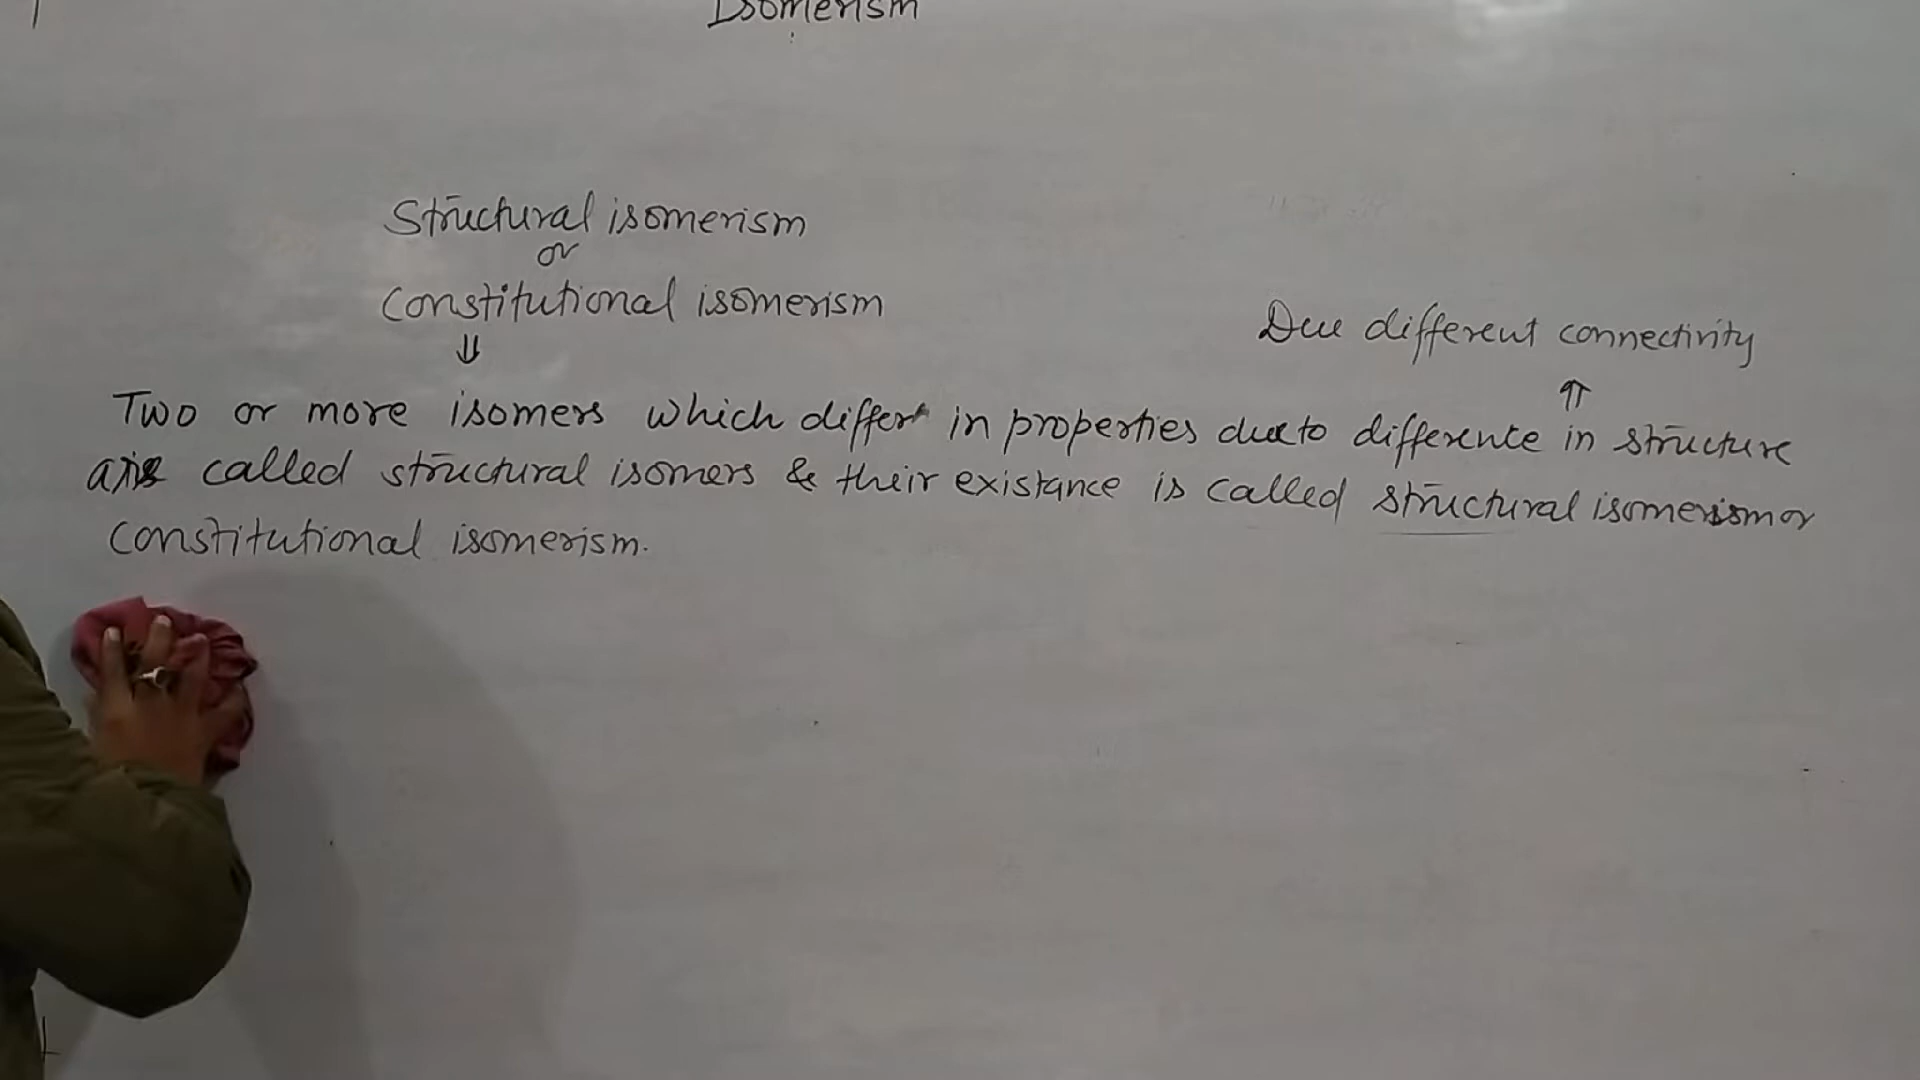 Isomerism
Structural isomerism
or
Constitutional isomerism
⇓
Due different connectivity
⇑
Two or more isomers which differ in properties due to difference in structure
are called structural isomers & their existance is called structural isomerism or
Constitutional isomerism.